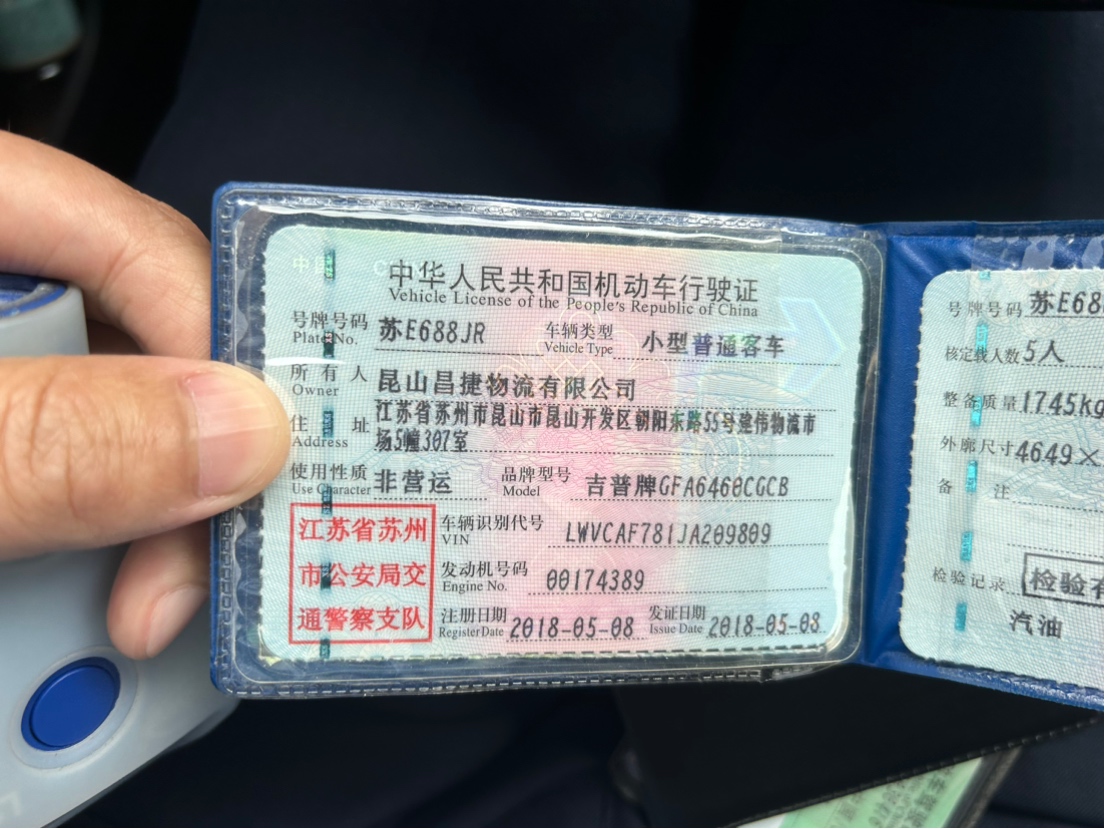 中华人民共和国机动车行驶证
Vehicle License of the People's Republic of China
号牌号码 苏E688JR 车辆类型 小型普通客车
Plate No. Vehicle Type
所有人 昆山昌捷物流有限公司
Owner
住址 江苏省苏州市昆山市昆山开发区朝阳东路55号建伟物流市
Address 场5幢307室
使用性质 非营运 品牌型号 吉普牌GFA6460CGCB
Use Character Model
江苏省苏州
市公安局交
通警察支队
车辆识别代号 LWVCAF781JA209809
VIN
发动机号码 00174389
Engine No.
注册日期 2018-05-08 发证日期 2018-05-08
Register Date Issue Date
号牌号码 苏E68
核定载人数 5人
整备质量 1745kg
外廓尺寸 4649×
备注
检验记录 检验有
汽油